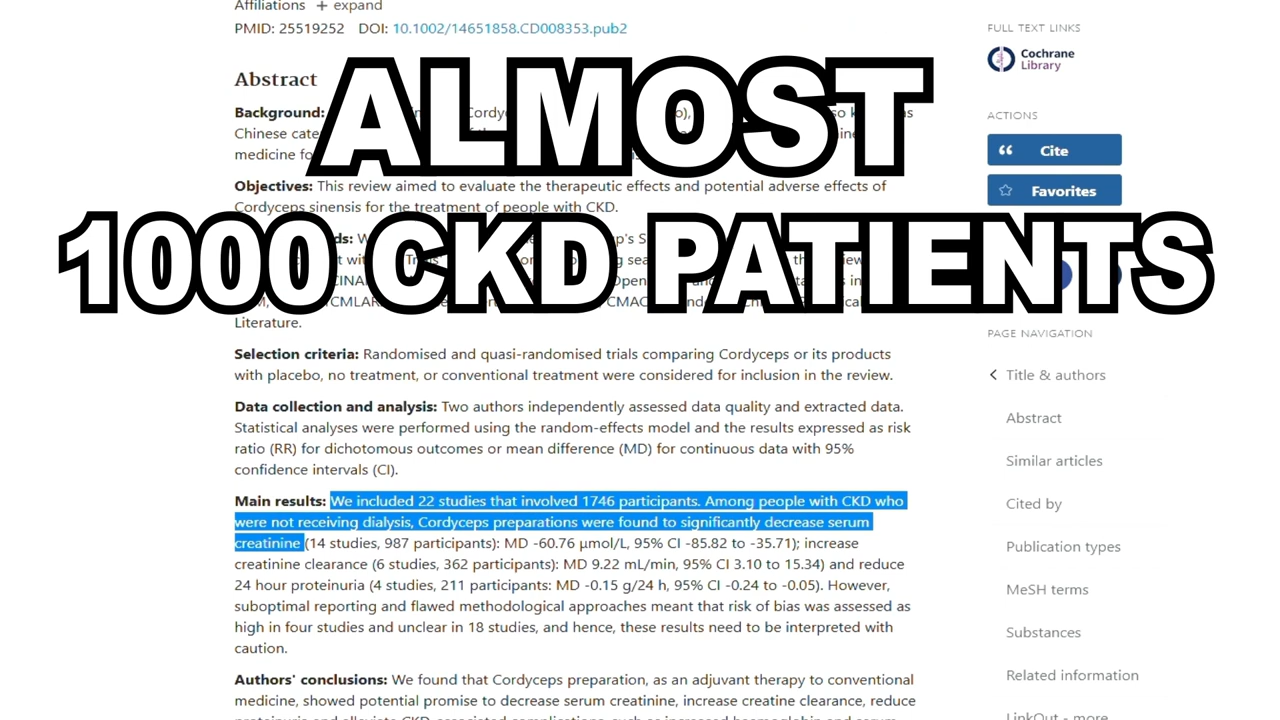 Affiliations + expand
PMID: 25519252 DOI: 10.1002/14651858.CD008353.pub2
FULL TEXT LINKS
Cochrane
Library
ALMOST
1000 CKD PATIENTS
Abstract
Background:
Chinese
medicine
Objectives: This review aimed to evaluate the therapeutic effects and potential adverse effects of
Cordyceps sinensis for the treatment of people with CKD.
Literature.
Selection criteria: Randomised and quasi-randomised trials comparing Cordyceps or its products
with placebo, no treatment, or conventional treatment were considered for inclusion in the review.
Data collection and analysis: Two authors independently assessed data quality and extracted data.
Statistical analyses were performed using the random-effects model and the results expressed as risk
ratio (RR) for dichotomous outcomes or mean difference (MD) for continuous data with 95%
confidence intervals (CI).
Main results: We included 22 studies that involved 1746 participants. Among people with CKD who
were not receiving dialysis, Cordyceps preparations were found to significantly decrease serum
creatinine (14 studies, 987 participants): MD -60.76 μmol/L, 95% CI -85.82 to -35.71); increase
creatinine clearance (6 studies, 362 participants): MD 9.22 mL/min, 95% CI 3.10 to 15.34) and reduce
24 hour proteinuria (4 studies, 211 participants: MD -0.15 g/24 h, 95% CI -0.24 to -0.05). However,
suboptimal reporting and flawed methodological approaches meant that risk of bias was assessed as
high in four studies and unclear in 18 studies, and hence, these results need to be interpreted with
caution.
Authors' conclusions: We found that Cordyceps preparation, as an adjuvant therapy to conventional
medicine, showed potential promise to decrease serum creatinine, increase creatine clearance, reduce
ACTIONS
Cite
Favorites
PAGE NAVIGATION
Title & authors
Abstract
Similar articles
Cited by
Publication types
MeSH terms
Substances
Related information
LinkOut - more